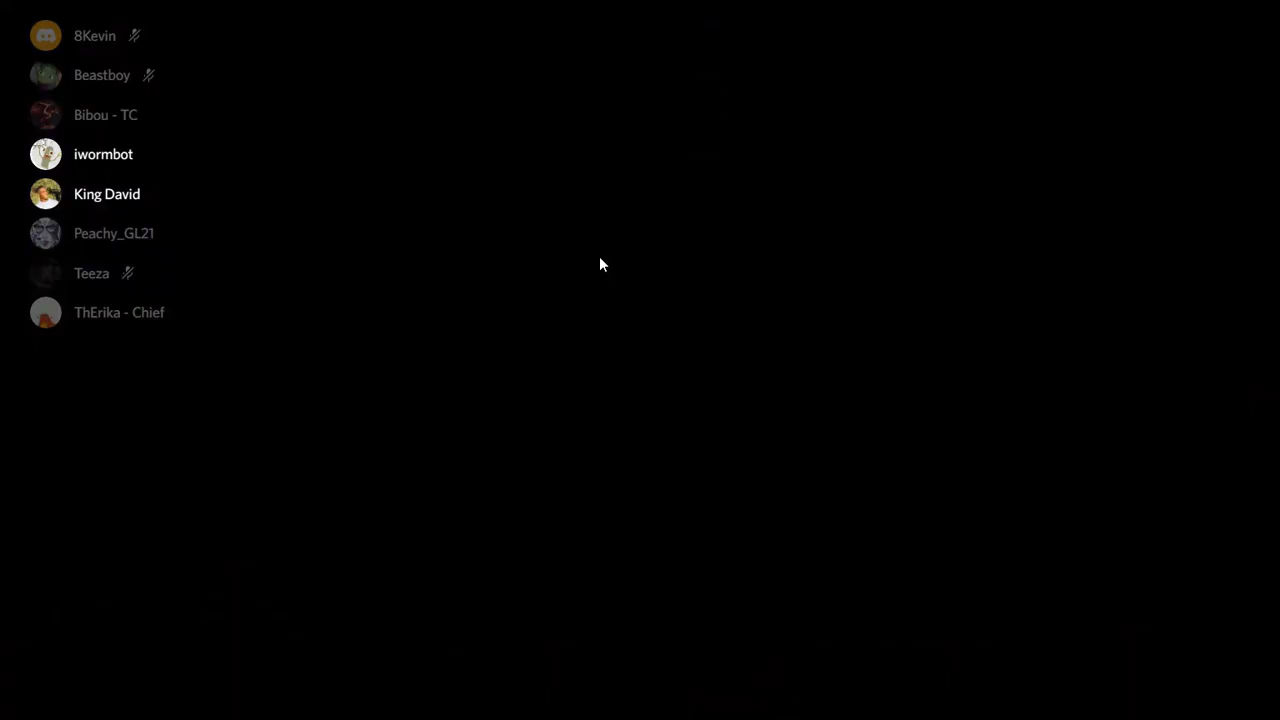 8Kevin
Beastboy
Bibou - TC
iwormbot
King David
Peachy_GL21
Teeza
ThErika - Chief